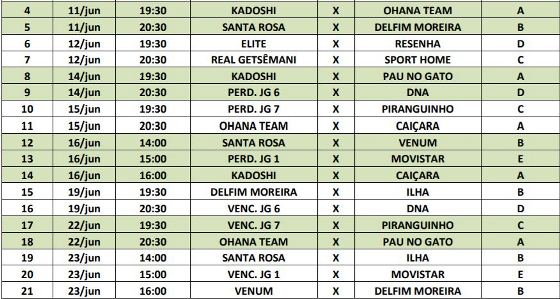 4 11/jun 19:30 KADOSHI X OHANA TEAM A
5 11/jun 20:30 SANTA ROSA X DELFIM MOREIRA B
6 12/jun 19:30 ELITE X RESENHA D
7 12/jun 20:30 REAL GETSÊMANI X SPORT HOME C
8 14/jun 19:30 KADOSHI X PAU NO GATO A
9 14/jun 20:30 PERD. JG 6 X DNA D
10 15/jun 19:30 PERD. JG 7 X PIRANGUINHO C
11 15/jun 20:30 OHANA TEAM X CAIÇARA A
12 16/jun 14:00 SANTA ROSA X VENUM B
13 16/jun 15:00 PERD. JG 1 X MOVISTAR E
14 16/jun 16:00 KADOSHI X CAIÇARA A
15 19/jun 19:30 DELFIM MOREIRA X ILHA B
16 19/jun 20:30 VENC. JG 6 X DNA D
17 22/jun 19:30 VENC. JG 7 X PIRANGUINHO C
18 22/jun 20:30 OHANA TEAM X PAU NO GATO A
19 23/jun 14:00 SANTA ROSA X ILHA B
20 23/jun 15:00 VENC. JG 1 X MOVISTAR E
21 23/jun 16:00 VENUM X DELFIM MOREIRA B